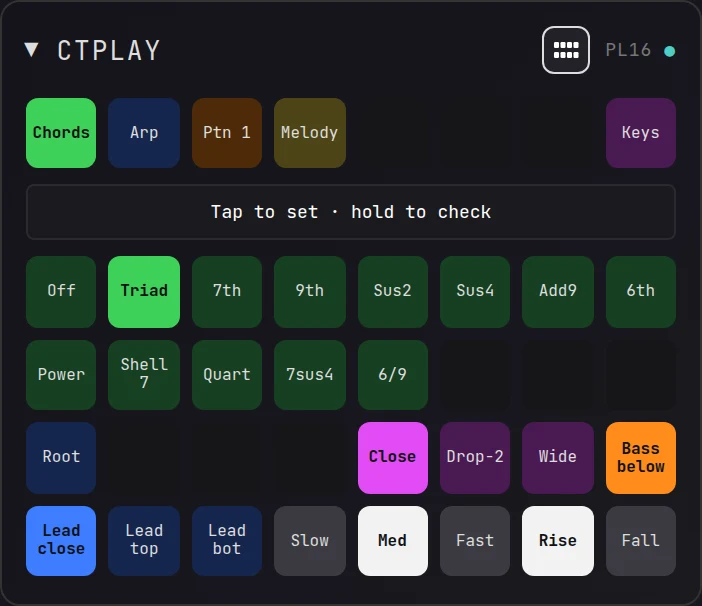 ▼ CTPLAY PL16
Chords Arp Ptn 1 Melody Keys
Tap to set · hold to check
Off Triad 7th 9th Sus2 Sus4 Add9 6th
Power Shell 7 Quart 7sus4 6/9
Root Close Drop-2 Wide Bass below
Lead close Lead top Lead bot Slow Med Fast Rise Fall